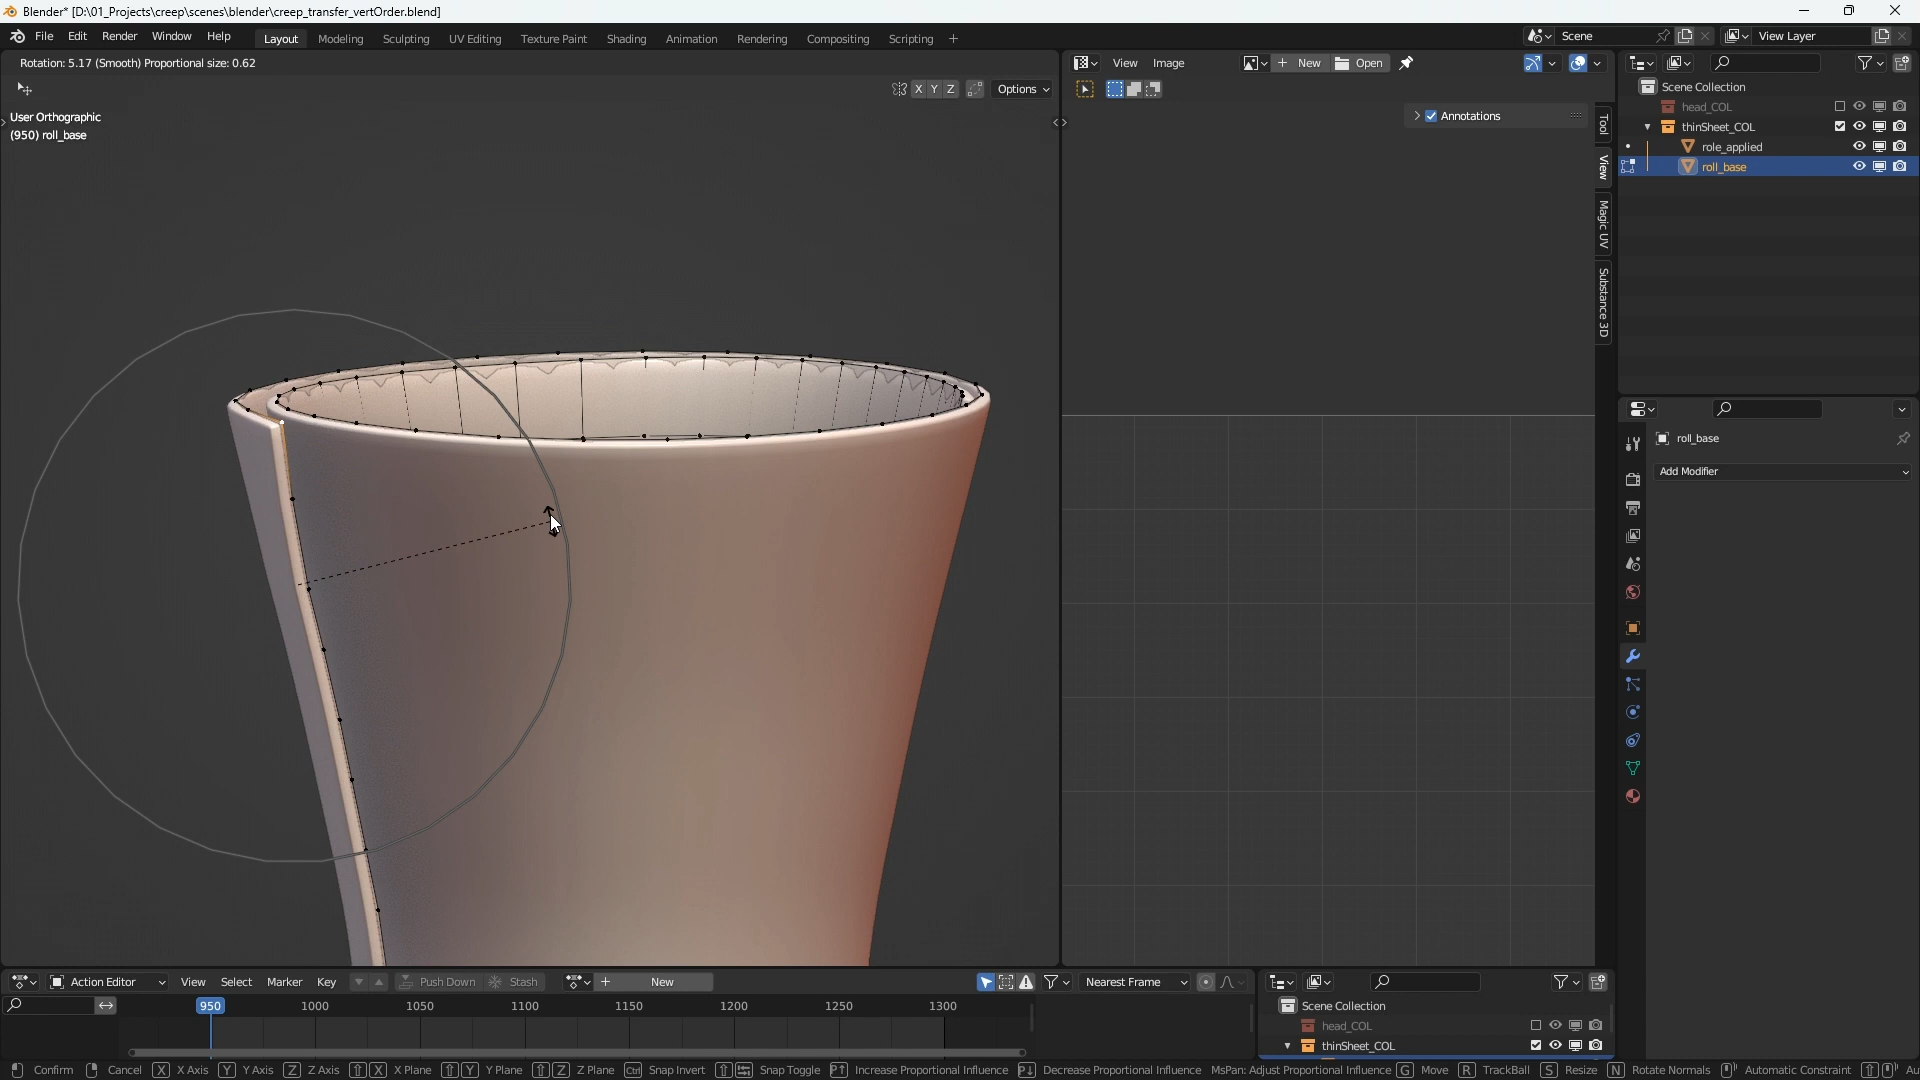 Blender* [D:\01_Projects\creep\scenes\blender\creep_transfer_vertOrder.blend]
File Edit Render Window Help Layout Modeling Sculpting UV Editing Texture Paint Shading Animation Rendering Compositing Scripting + Scene View Layer
Rotation: 5.17 (Smooth) Proportional size: 0.62
View Image + New Open
X Y Z Options
User Orthographic
(950) roll_base
Annotations
Tool
View
Magic UV
Substance 3D
Scene Collection
head_COL
thinSheet_COL
role_applied
roll_base
roll_base
Add Modifier
Action Editor View Select Marker Key Push Down Stash + New Nearest Frame
950 1000 1050 1100 1150 1200 1250 1300
Scene Collection
head_COL
thinSheet_COL
Confirm Cancel X X Axis Y Y Axis Z Z Axis X X Plane Y Y Plane Z Z Plane Ctrl Snap Invert Snap Toggle Increase Proportional Influence Decrease Proportional Influence MsPan: Adjust Proportional Influence G Move R TrackBall S Resize N Rotate Normals Automatic Constraint Au